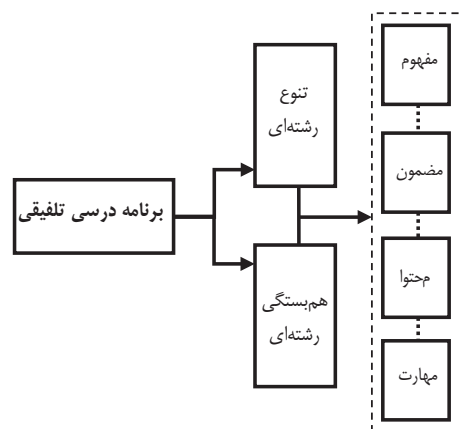 برنامه درسی تلفیقی
تنوع
رشته‌ای
هم‌بستگی
رشته‌ای
مفهوم
مضمون
محتوا
مهارت